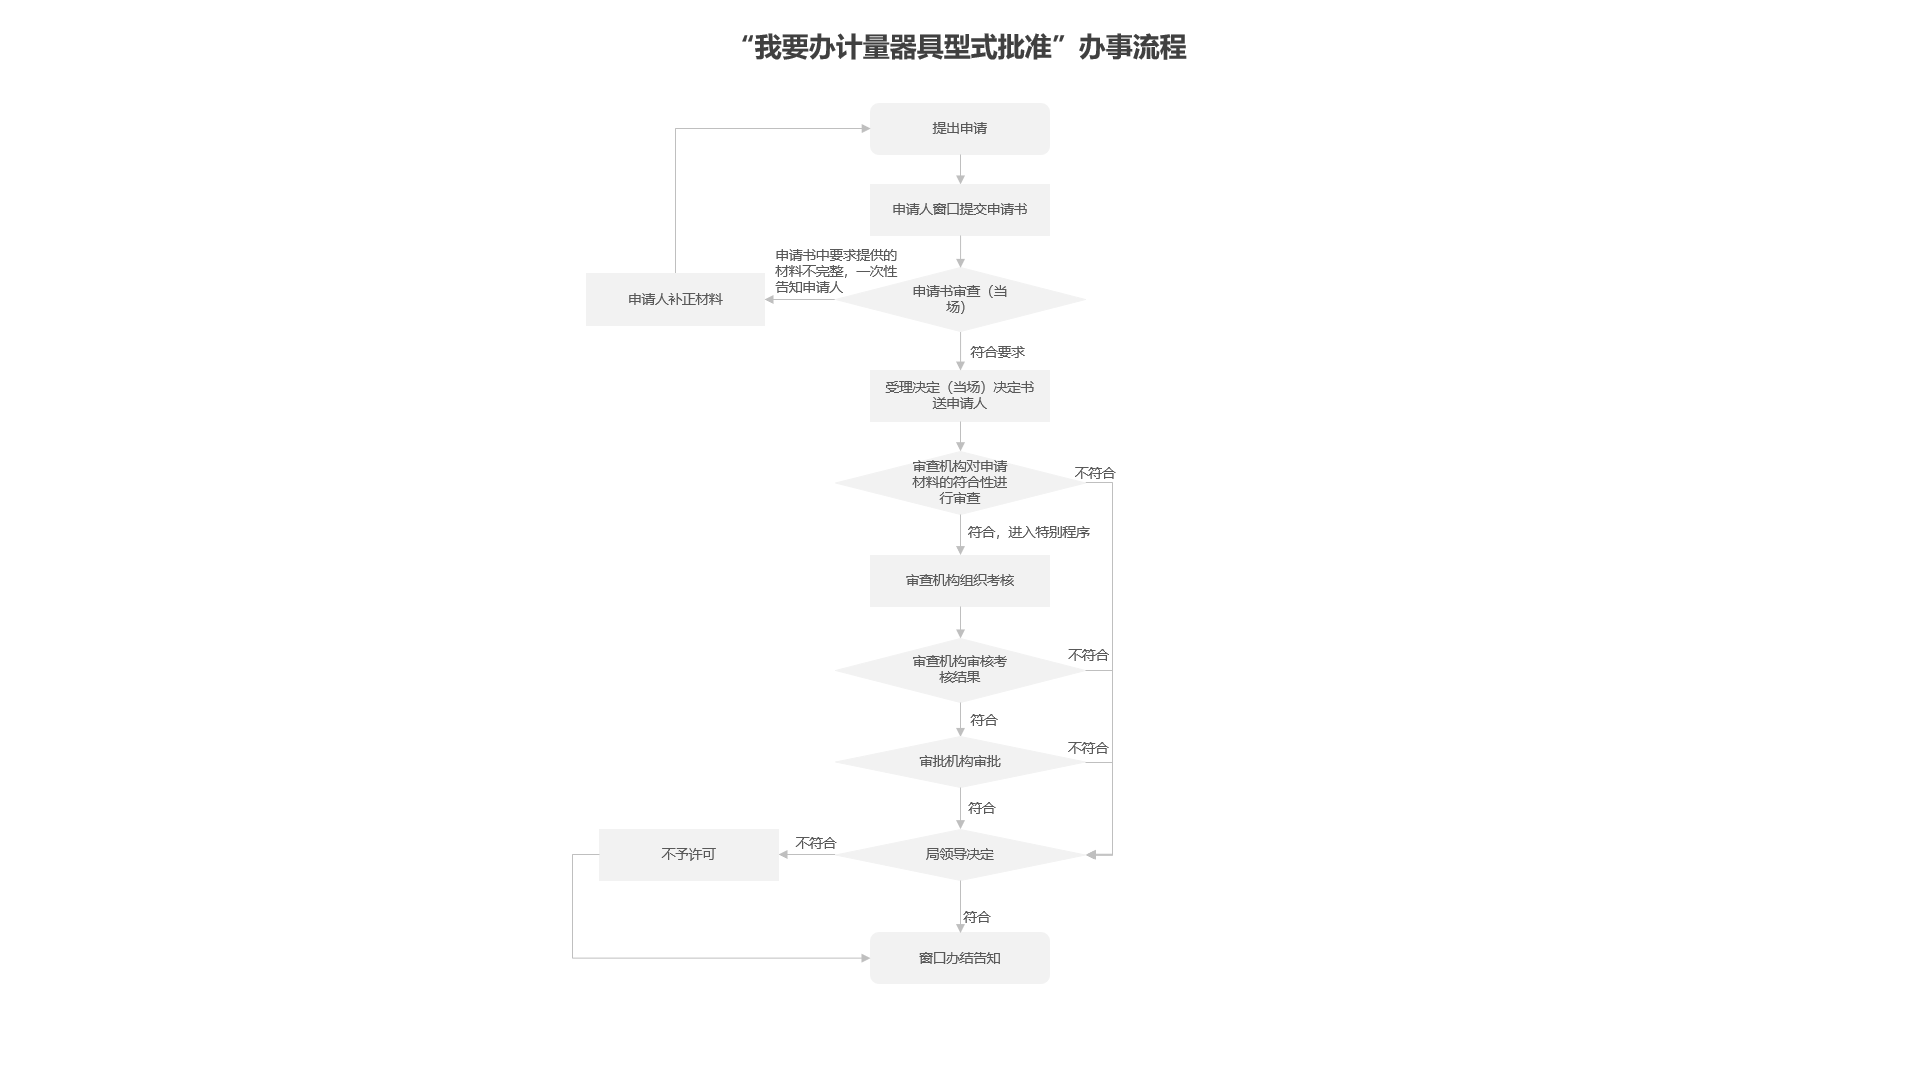 “我要办计量器具型式批准”办事流程
提出申请
申请人窗口提交申请书
申请书中要求提供的
材料不完整，一次性
告知申请人
申请人补正材料
申请书审查（当
场）
符合要求
受理决定（当场）决定书
送申请人
审查机构对申请
材料的符合性进
行审查
不符合
符合，进入特别程序
审查机构组织考核
审查机构审核考
核结果
不符合
符合
审批机构审批
不符合
符合
不予许可
不符合
局领导决定
符合
窗口办结告知